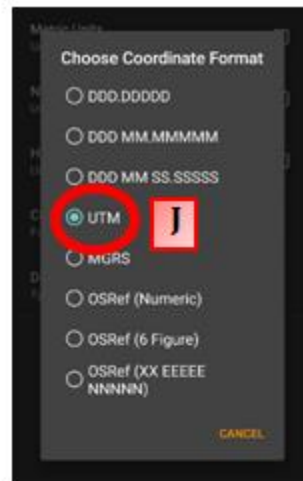 Choose Coordinate Format
DDD.DDDDD
DDD MM.MMMMM
DDD MM SS.SSSSS
UTM
J
MGRS
OSRef (Numeric)
OSRef (6 Figure)
OSRef (XX EEEEE
NNNNN)
CANCEL